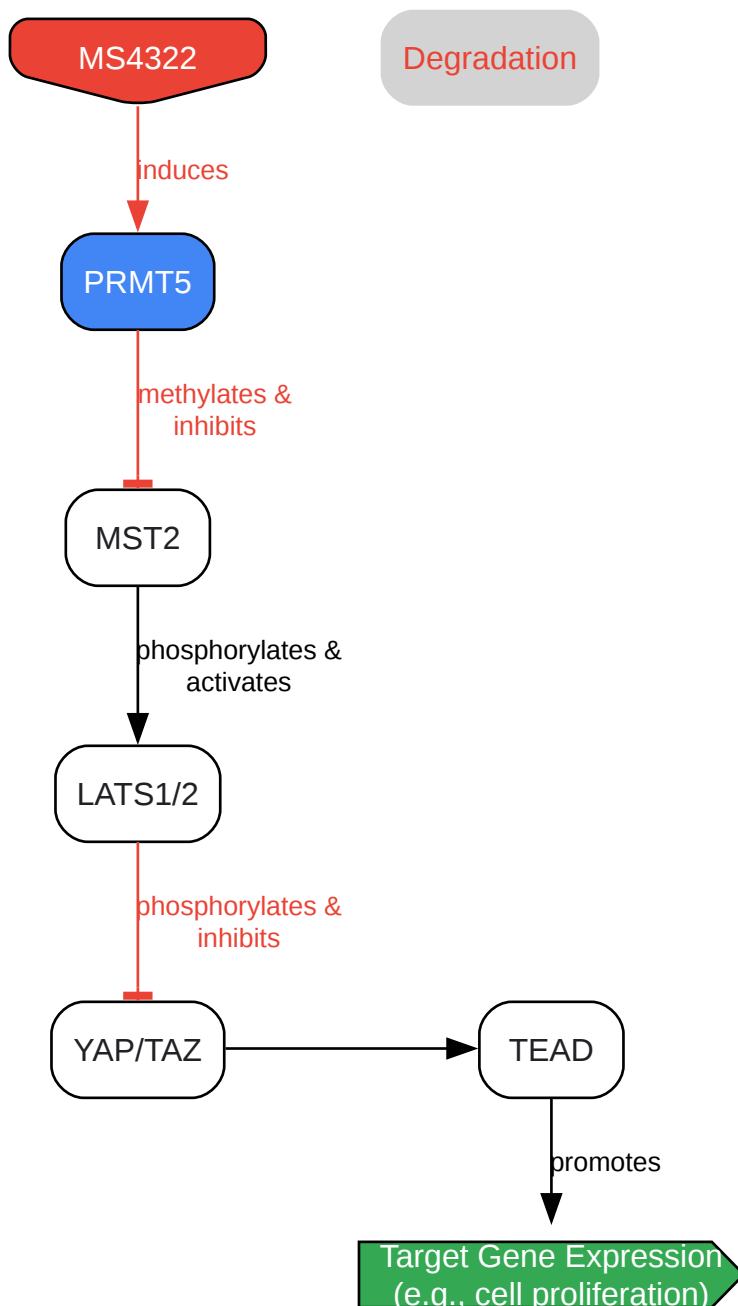 MS4322
Degradation
induces
PRMT5
methylates &
inhibits
MST2
phosphorylates &
activates
LATS1/2
phosphorylates &
inhibits
YAP/TAZ
TEAD
promotes
Target Gene Expression
(e.g., cell proliferation)